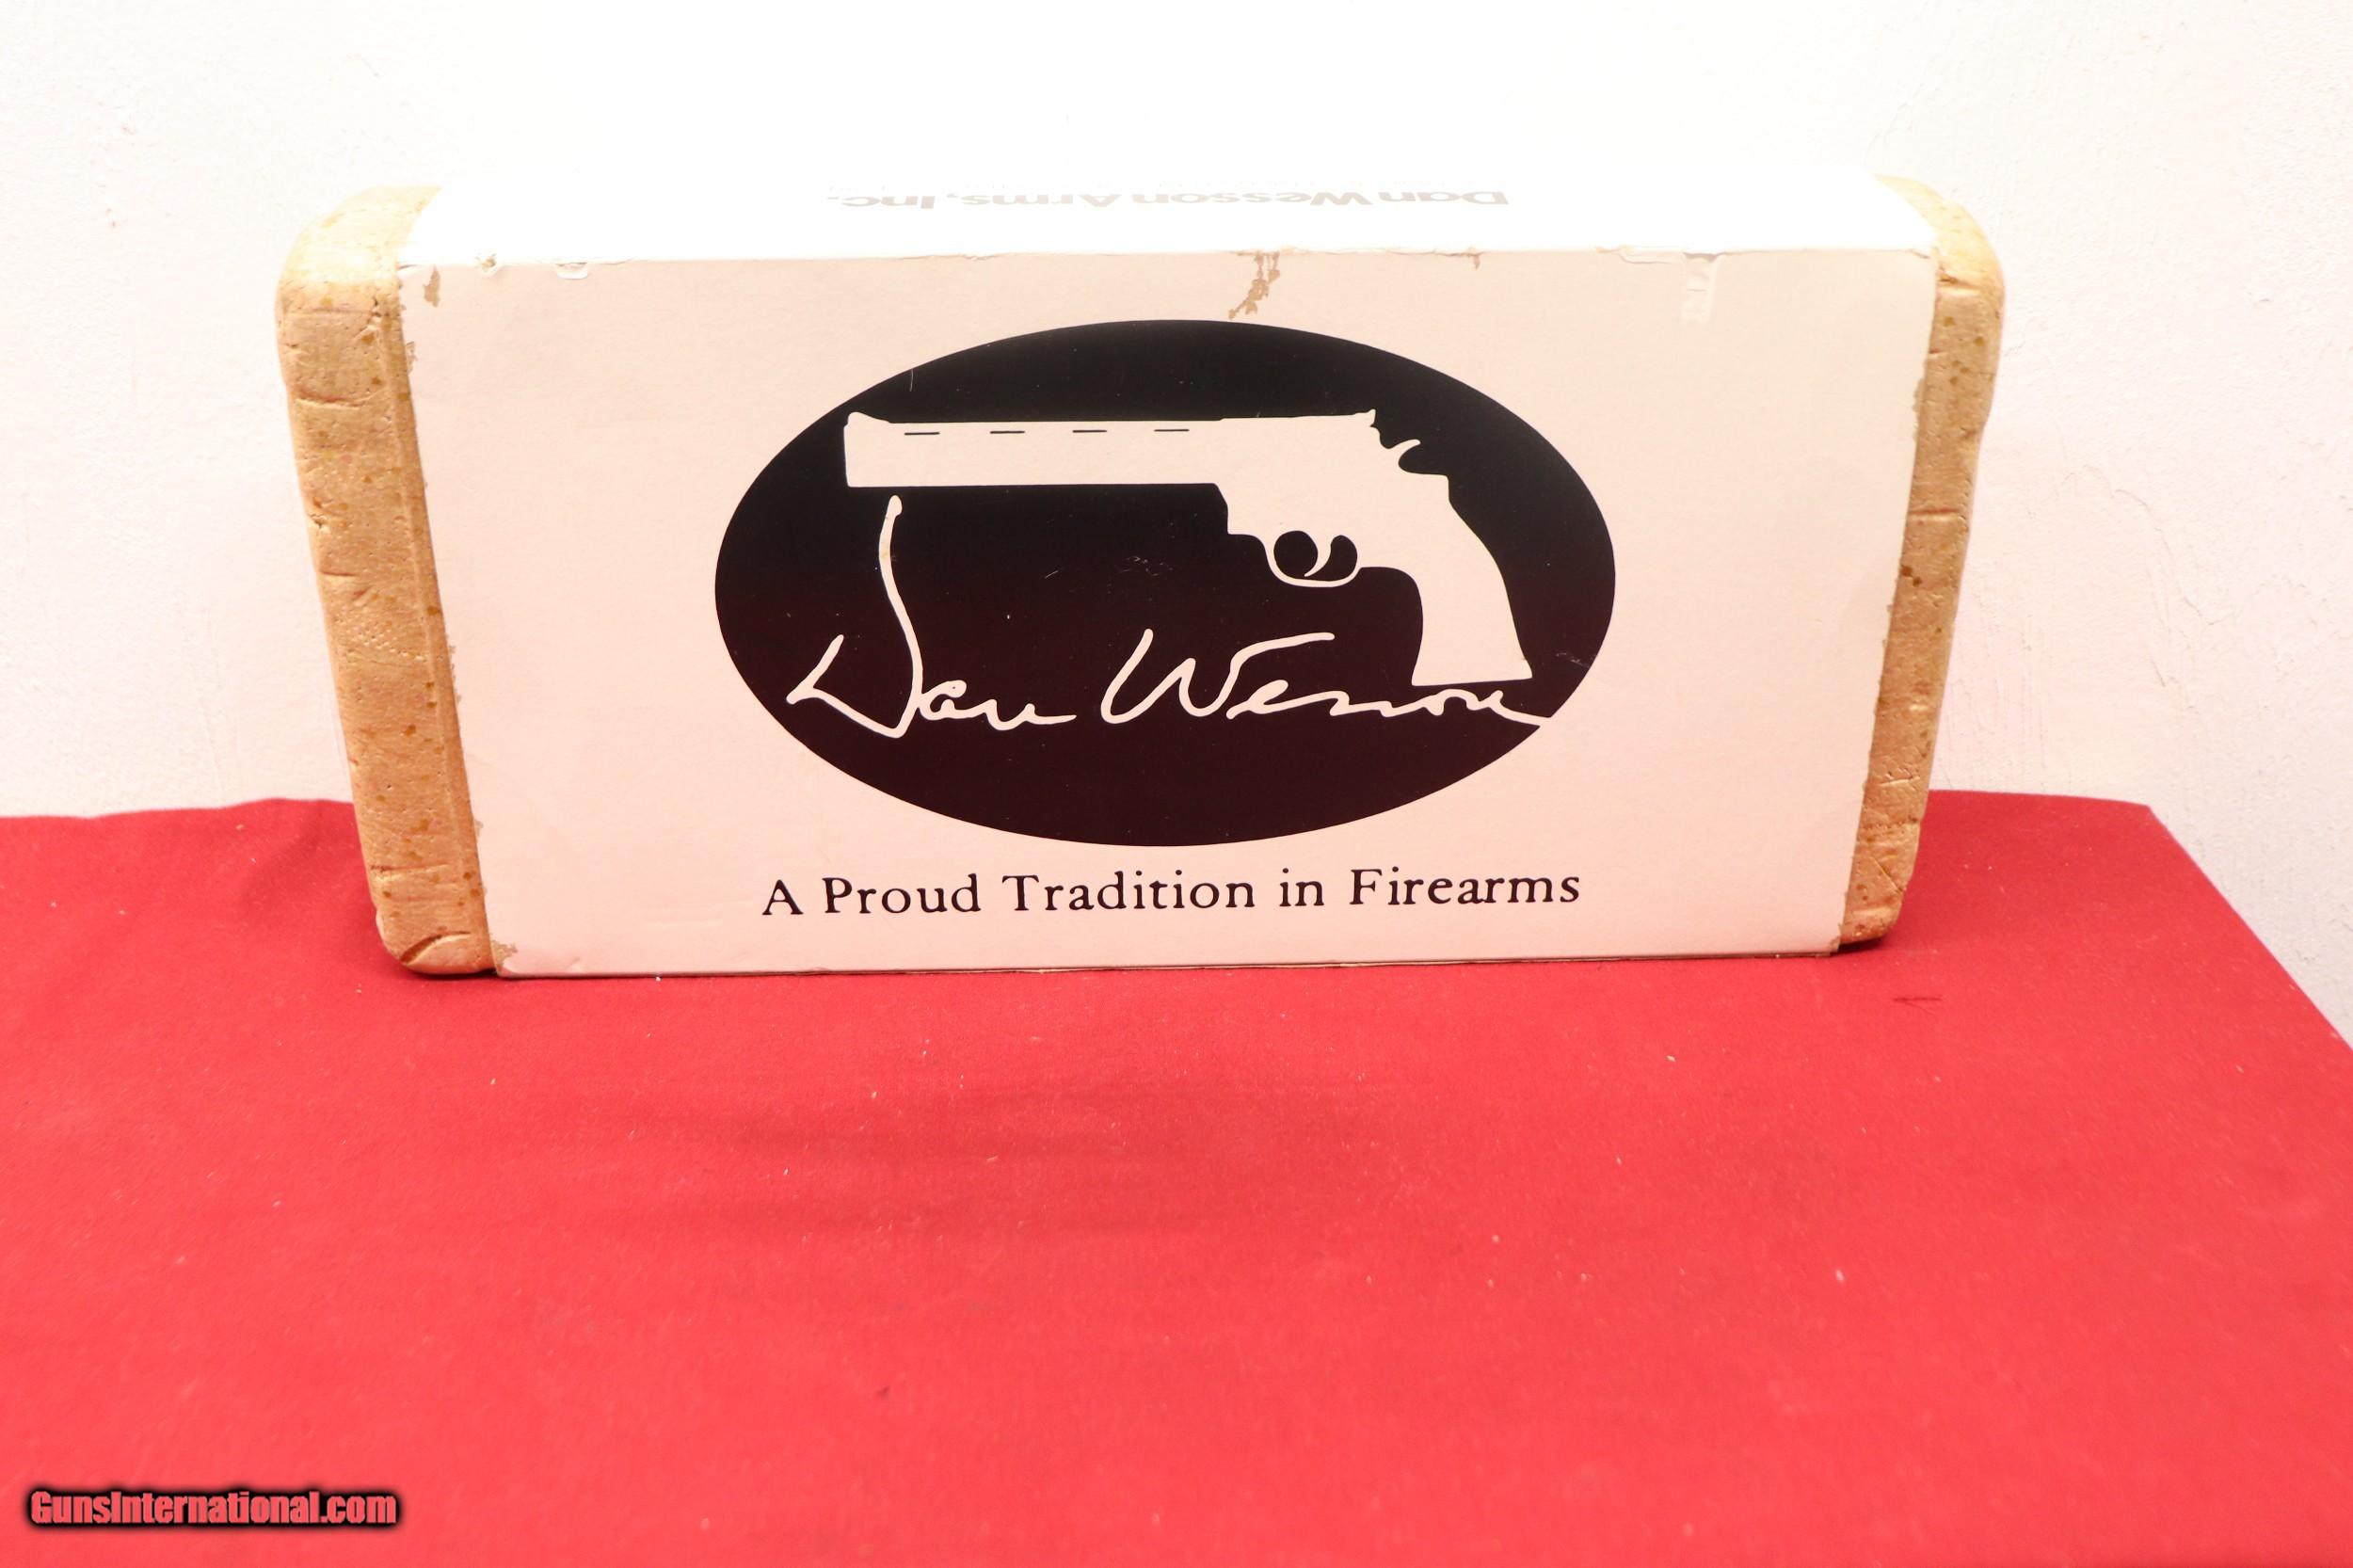 Dan Wesson Arms, Inc.
Dan Wesson
A Proud Tradition in Firearms
GunsInternational.com